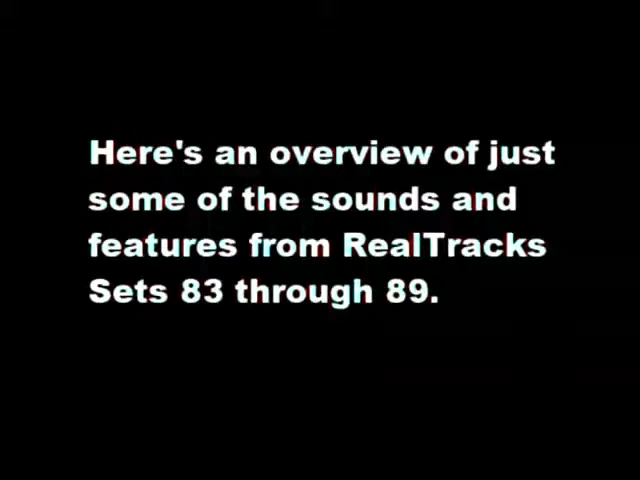 Here's an overview of just
some of the sounds and
features from RealTracks
Sets 83 through 89.